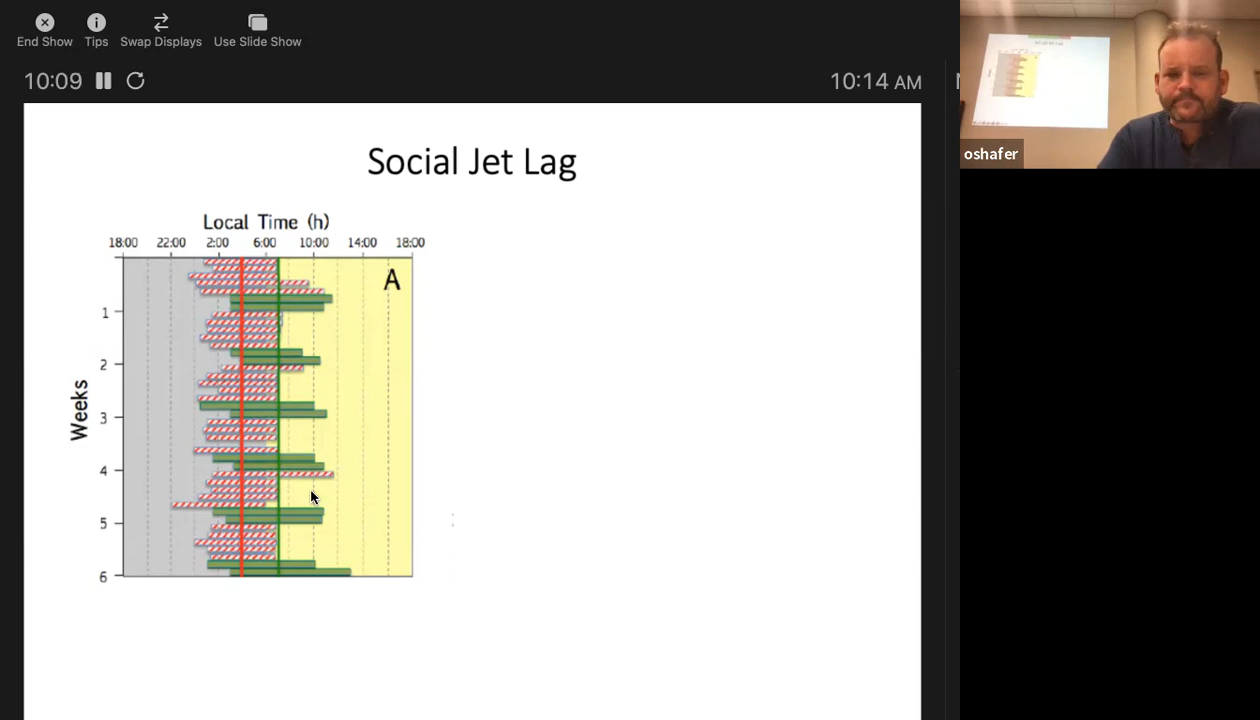 End Show Tips Swap Displays Use Slide Show
10:09
10:14 AM
oshafer
Social Jet Lag
Local Time (h)
18:00 22:00 2:00 6:00 10:00 14:00 18:00
A
Weeks
1
2
3
4
5
6